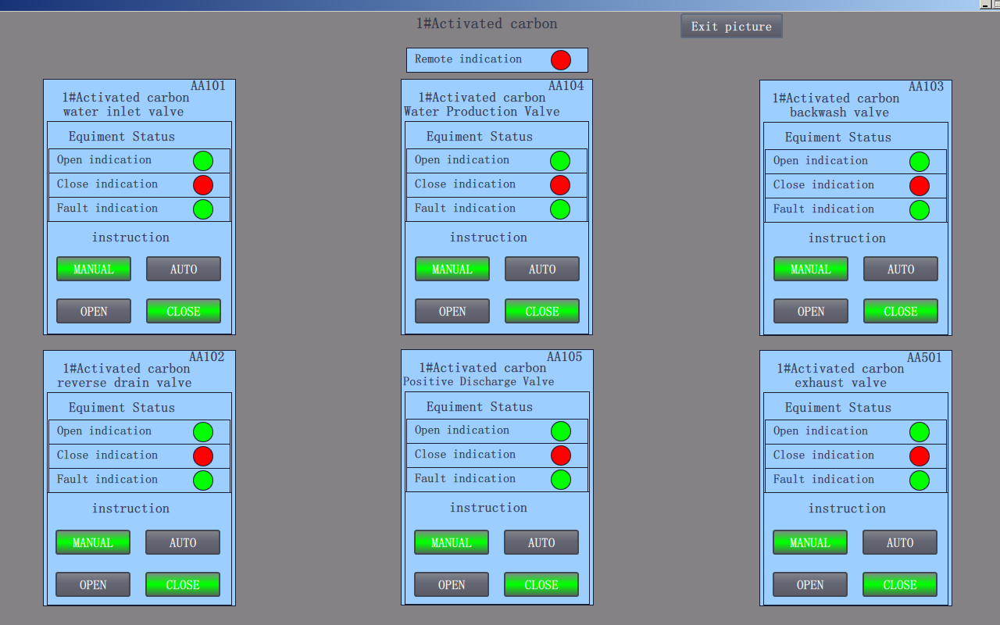 1#Activated carbon
Exit picture
Remote indication
AA101
1#Activated carbon
water inlet valve
Equiment Status
Open indication
Close indication
Fault indication
instruction
MANUAL AUTO
OPEN CLOSE
AA104
1#Activated carbon
Water Production Valve
Equiment Status
Open indication
Close indication
Fault indication
instruction
MANUAL AUTO
OPEN CLOSE
AA103
1#Activated carbon
backwash valve
Equiment Status
Open indication
Close indication
Fault indication
instruction
MANUAL AUTO
OPEN CLOSE
AA102
1#Activated carbon
reverse drain valve
Equiment Status
Open indication
Close indication
Fault indication
instruction
MANUAL AUTO
OPEN CLOSE
AA105
1#Activated carbon
Positive Discharge Valve
Equiment Status
Open indication
Close indication
Fault indication
instruction
MANUAL AUTO
OPEN CLOSE
AA501
1#Activated carbon
exhaust valve
Equiment Status
Open indication
Close indication
Fault indication
instruction
MANUAL AUTO
OPEN CLOSE